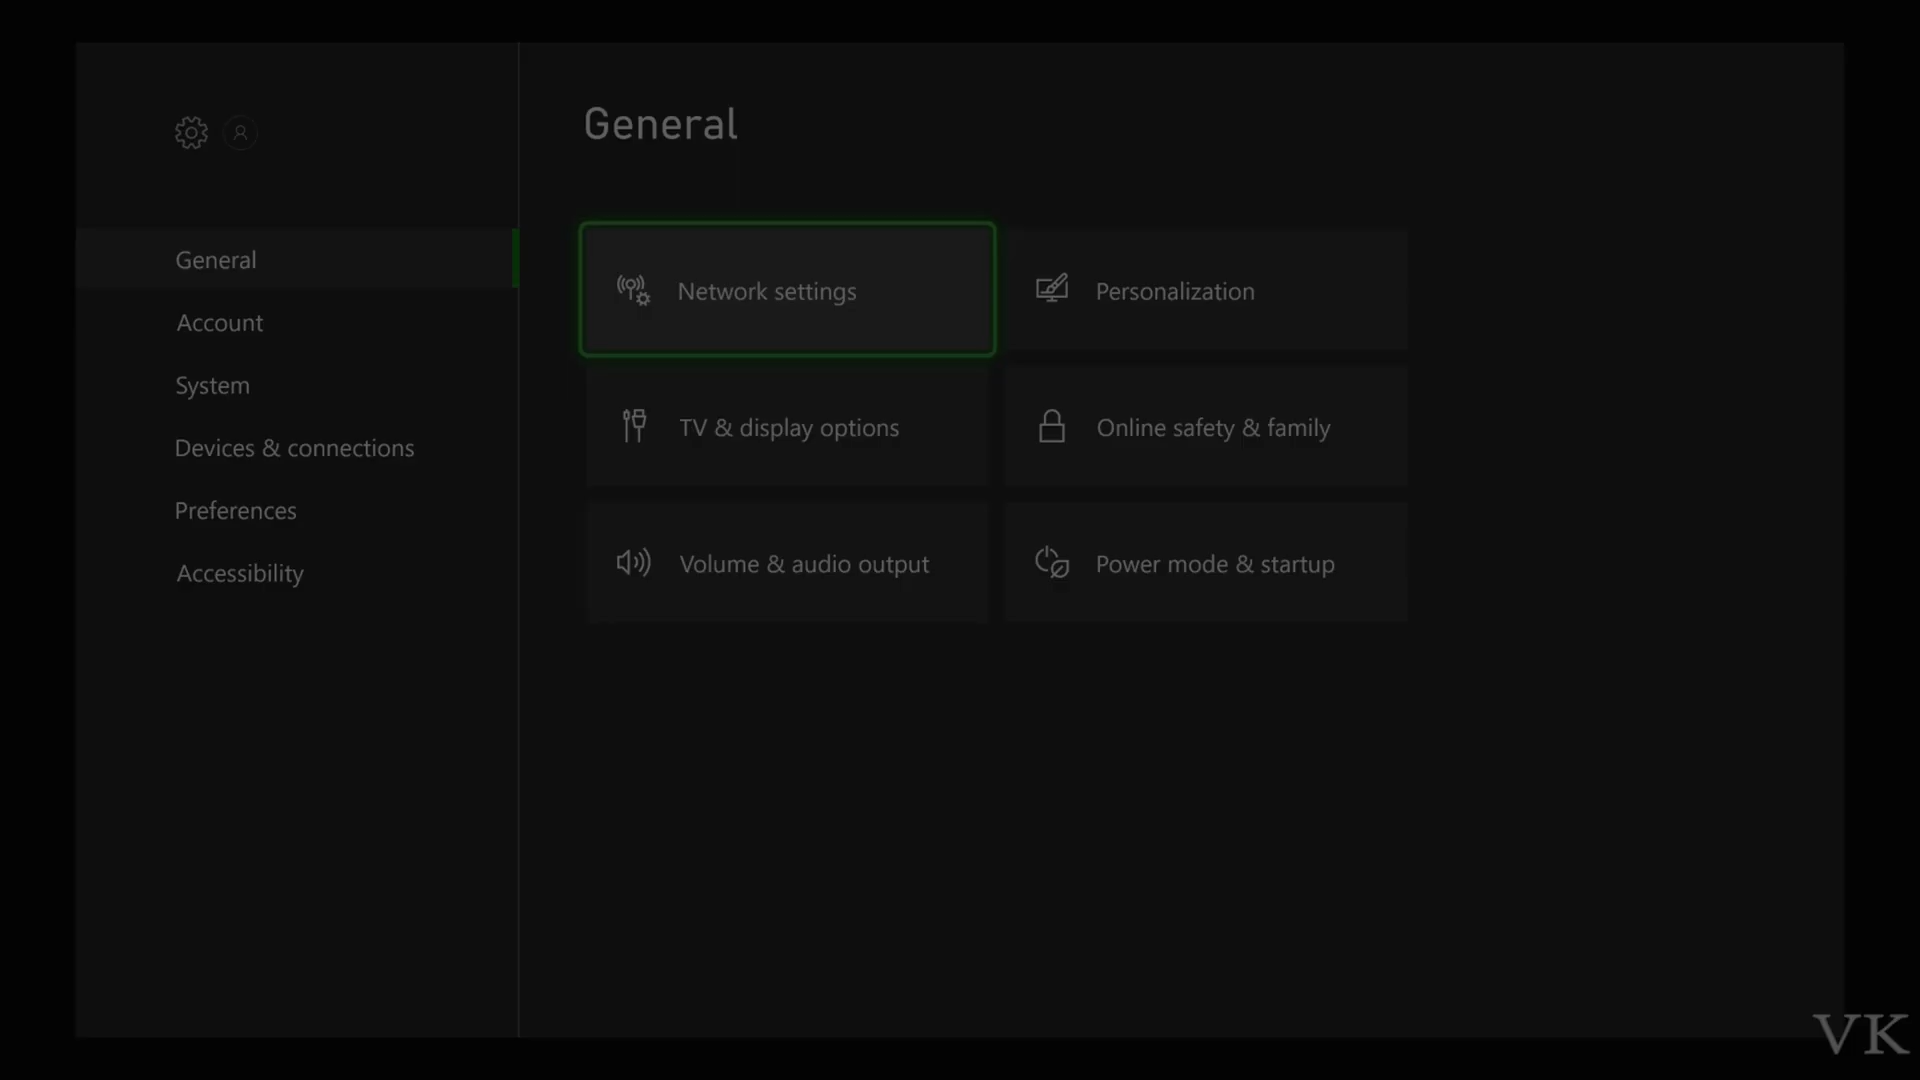 General
General
Account
System
Devices & connections
Preferences
Accessibility
Network settings
Personalization
TV & display options
Online safety & family
Volume & audio output
Power mode & startup
VK